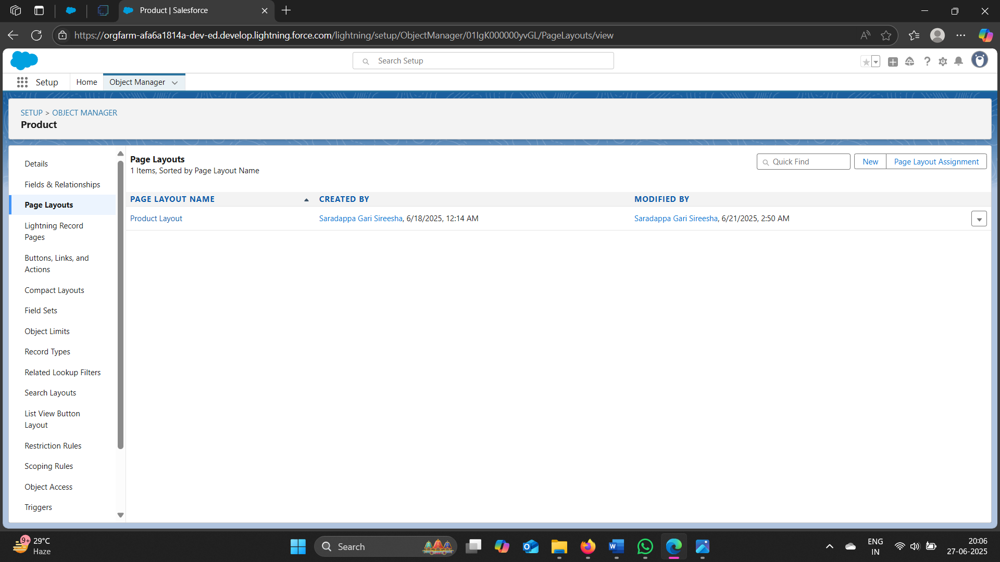 Product | Salesforce
https://orgfarm-afa6a1814a-dev-ed.develop.lightning.force.com/lightning/setup/ObjectManager/01IgK000000yvGL/PageLayouts/view
Search Setup
Setup
Home
Object Manager
SETUP > OBJECT MANAGER
Product
Details
Fields & Relationships
Page Layouts
Lightning Record
Pages
Buttons, Links, and
Actions
Compact Layouts
Field Sets
Object Limits
Record Types
Related Lookup Filters
Search Layouts
List View Button
Layout
Restriction Rules
Scoping Rules
Object Access
Triggers
Page Layouts
1 Items, Sorted by Page Layout Name
Quick Find
New
Page Layout Assignment
PAGE LAYOUT NAME
CREATED BY
MODIFIED BY
Product Layout
Saradappa Gari Sireesha, 6/18/2025, 12:14 AM
Saradappa Gari Sireesha, 6/21/2025, 2:50 AM
9+
29°C
Haze
Search
ENG
IN
20:06
27-06-2025